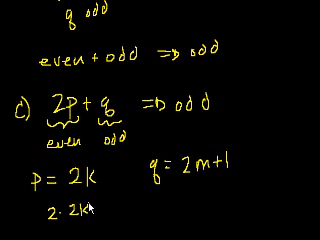 q odd
even + odd ⇒ odd
c) 2p + q ⇒ odd
even odd
p = 2k q = 2m+1
2·2k